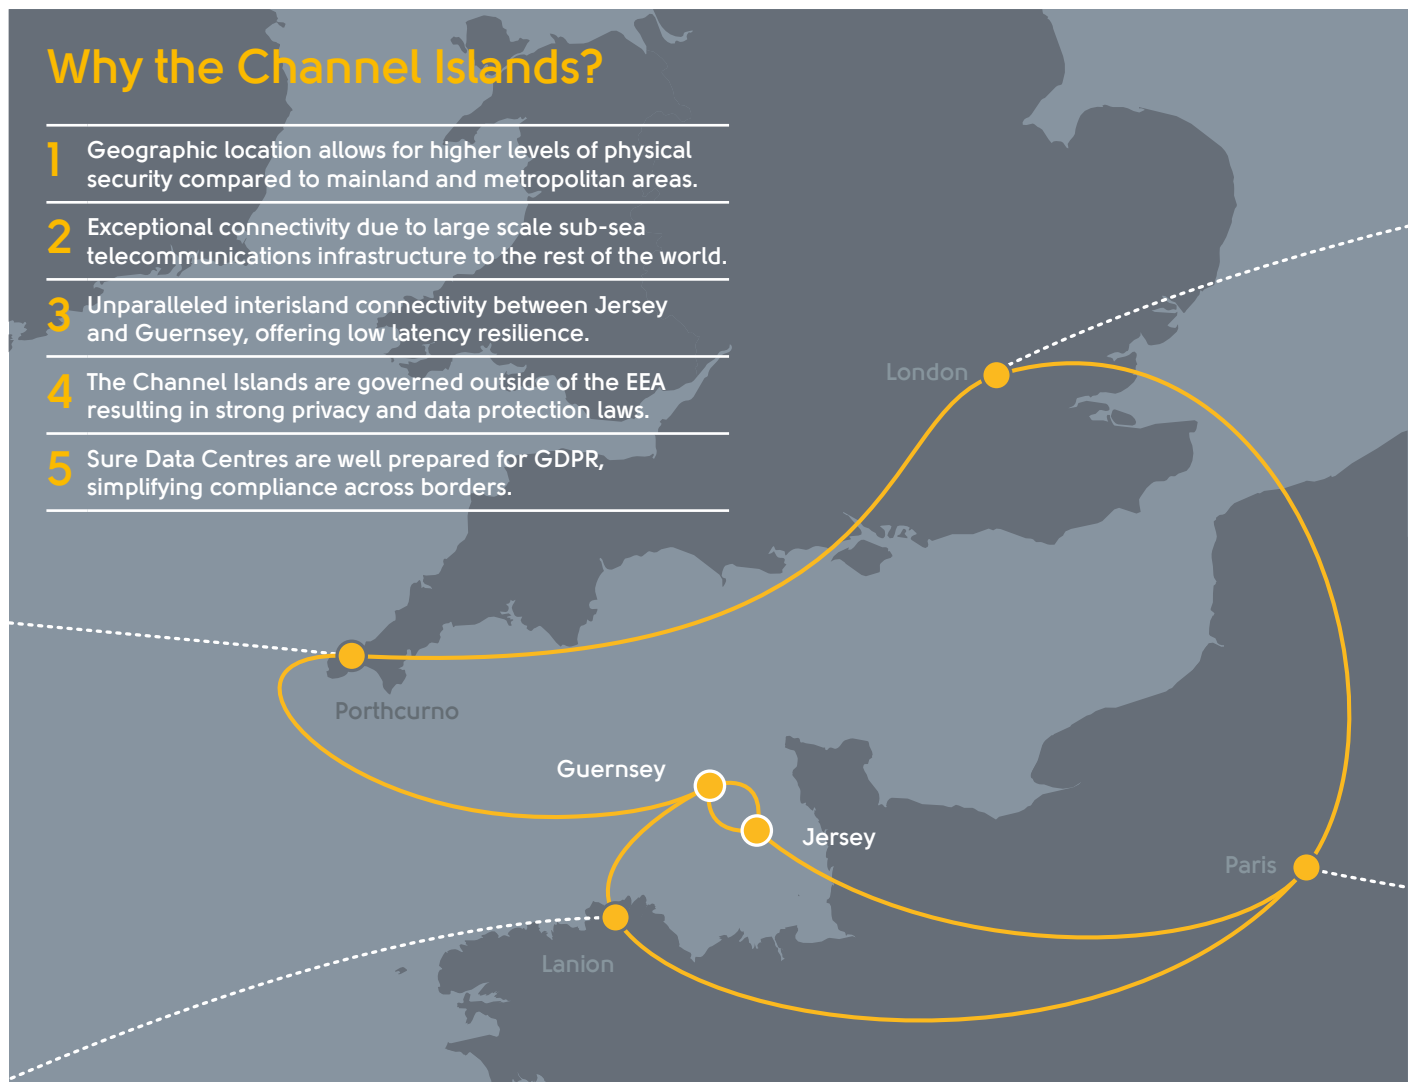 Why the Channel Islands?
1 Geographic location allows for higher levels of physical
security compared to mainland and metropolitan areas.
2 Exceptional connectivity due to large scale sub-sea
telecommunications infrastructure to the rest of the world.
3 Unparalleled interisland connectivity between Jersey
and Guernsey, offering low latency resilience.
4 The Channel Islands are governed outside of the EEA
resulting in strong privacy and data protection laws.
5 Sure Data Centres are well prepared for GDPR,
simplifying compliance across borders.
London
Porthcurno
Guernsey
Jersey
Paris
Lanion